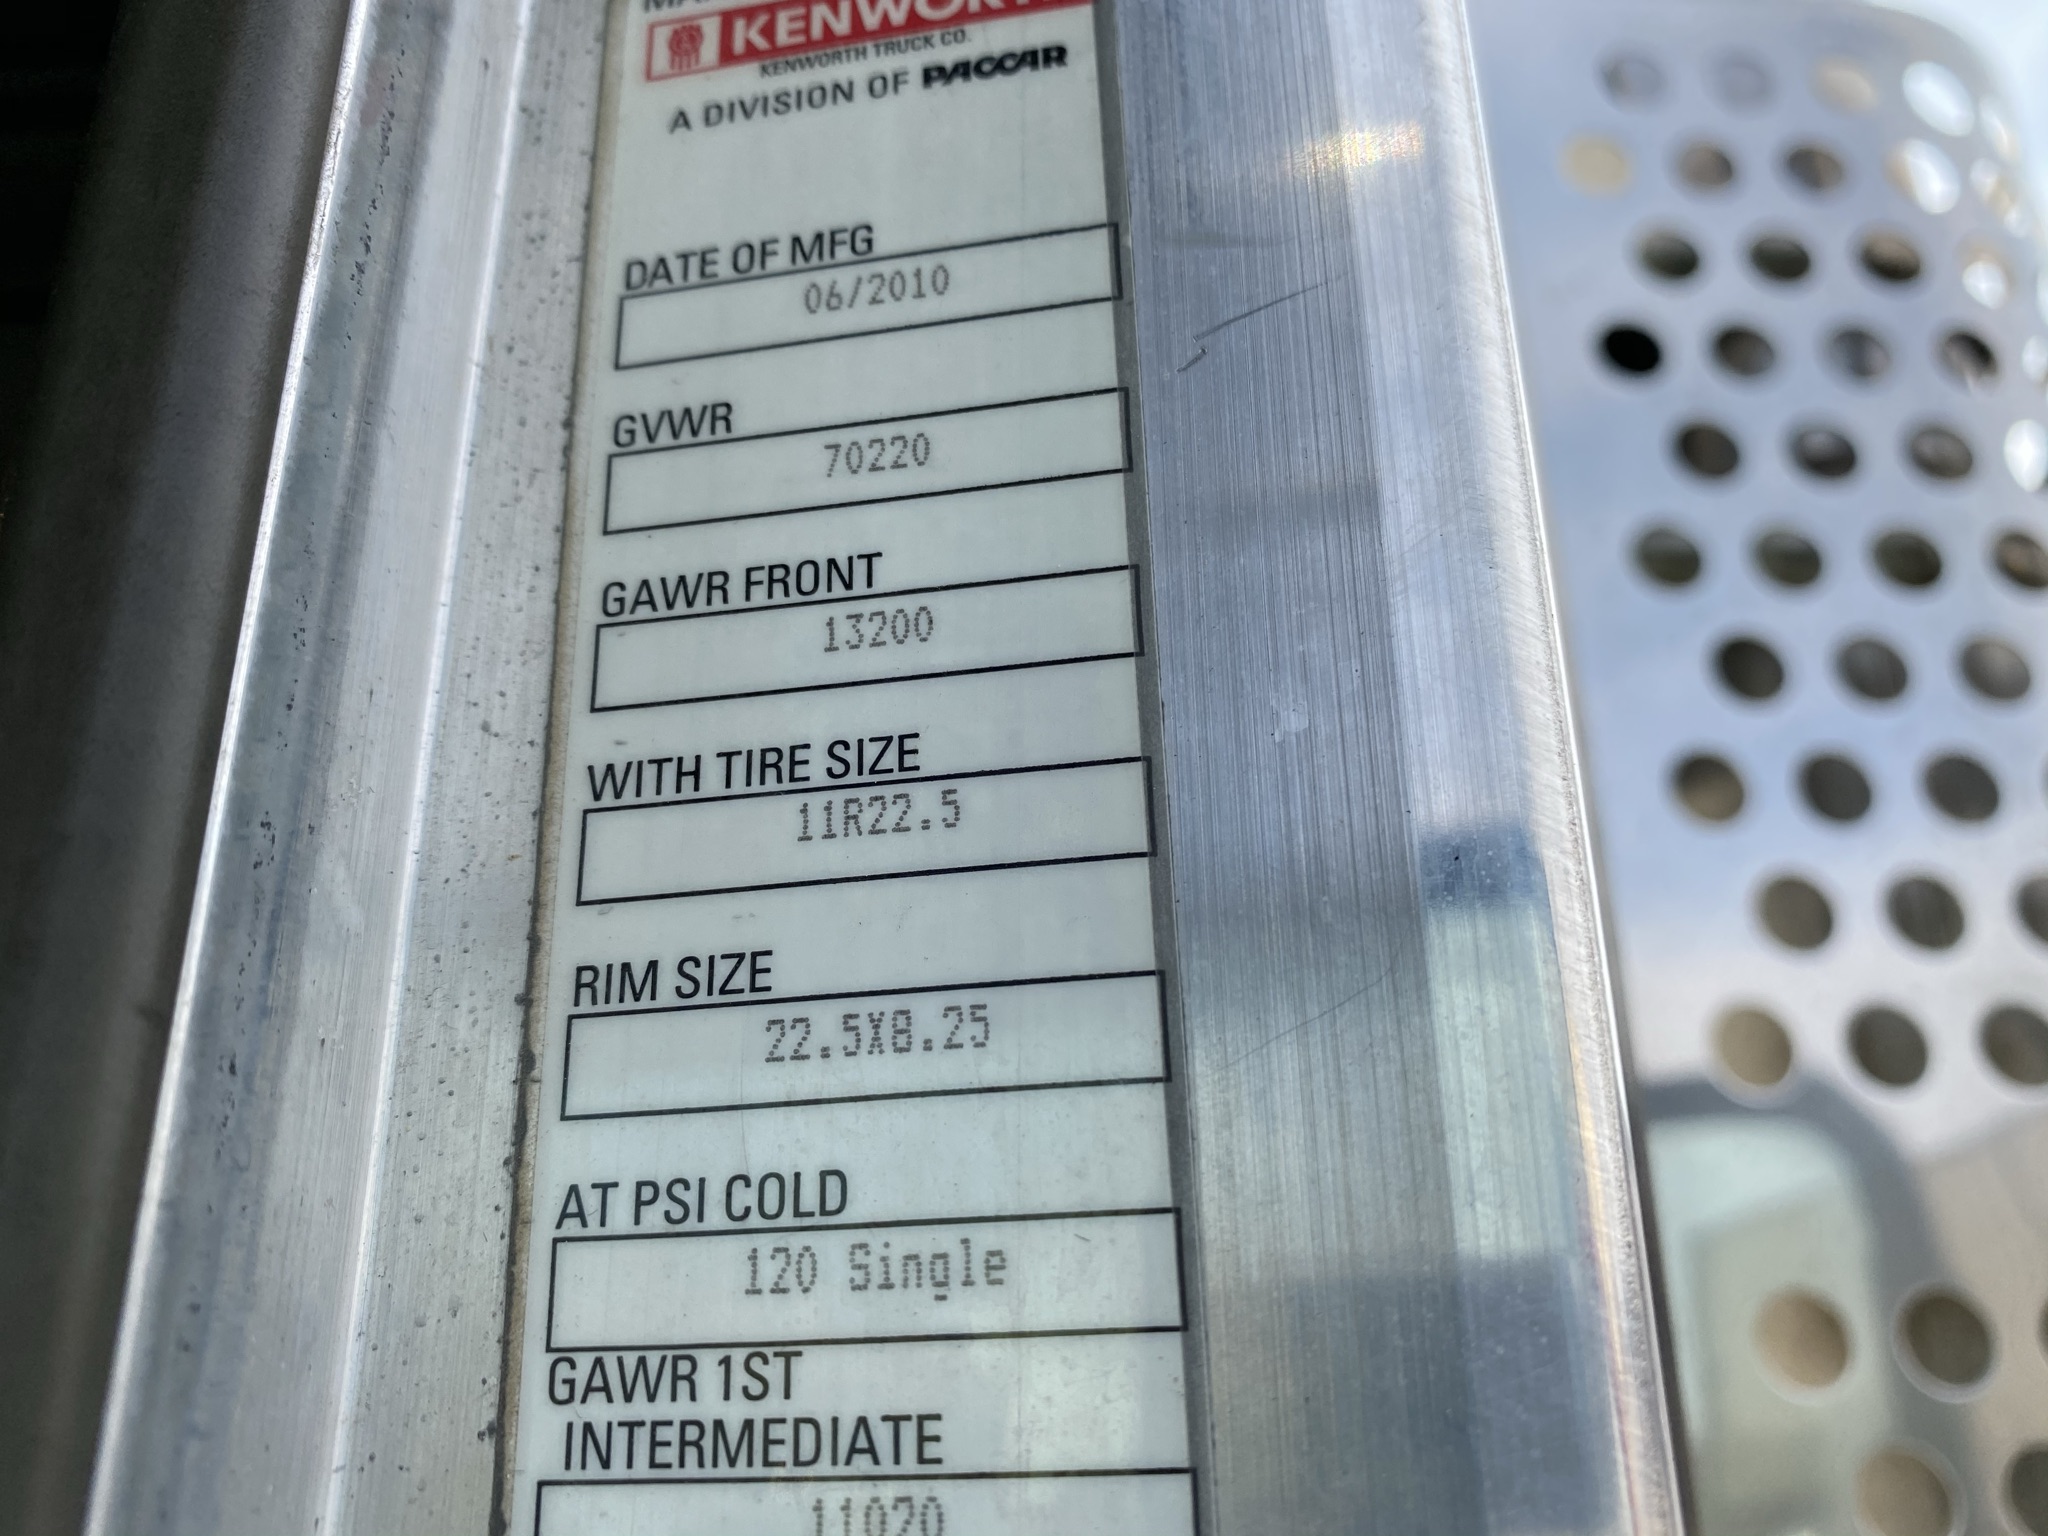 KENWORTH
KENWORTH TRUCK CO.
A DIVISION OF PACCAR
DATE OF MFG
06/2010
GVWR
70220
GAWR FRONT
13200
WITH TIRE SIZE
11R22.5
RIM SIZE
22.5X8.25
AT PSI COLD
120 Single
GAWR 1ST
INTERMEDIATE